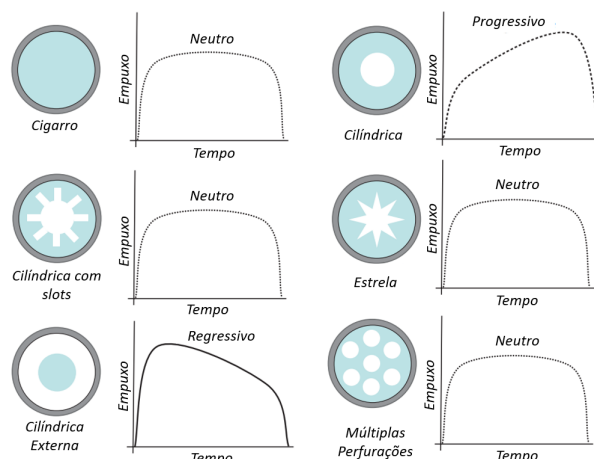 Neutro
Empuxo
Cigarro
Tempo
Progressivo
Empuxo
Cilíndrica
Tempo
Neutro
Empuxo
Cilíndrica com
slots
Tempo
Neutro
Empuxo
Estrela
Tempo
Regressivo
Empuxo
Cilíndrica
Externa
Tempo
Neutro
Empuxo
Múltiplas
Perfurações
Tempo